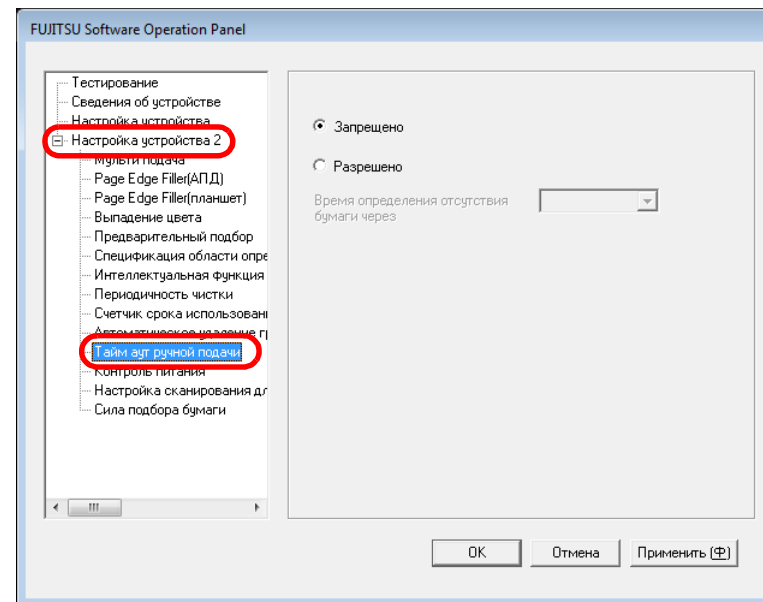 FUJITSU Software Operation Panel
Тестирование
Сведения об устройстве
Настройка устройства
Настройка устройства 2
Мульти подача
Page Edge Filler(АПД)
Page Edge Filler(планшет)
Выпадение цвета
Предварительный подбор
Спецификация области опре
Интеллектуальная функция
Периодичность чистки
Счетчик срока использовани
Автоматическое удаление гр
Тайм аут ручной подачи
Контроль питания
Настройка сканирования дл
Сила подбора бумаги
Запрещено
Разрешено
Время определения отсутствия
бумаги через
OK
Отмена
Применить (Ф)